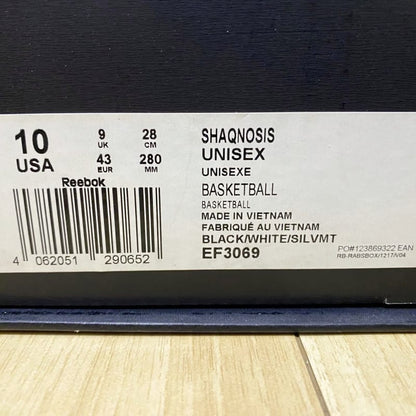 10 9 28
USA UK CM
43 280
EUR MM
Reebok
4 062051 290652
SHAQNOSIS
UNISEX
UNISEXE
BASKETBALL
BASKETBALL
MADE IN VIETNAM
FABRIQUÉ AU VIETNAM
BLACK/WHITE/SILVMT
EF3069
PO#123869322 EAN
RB-RABSBOX/1217/V04